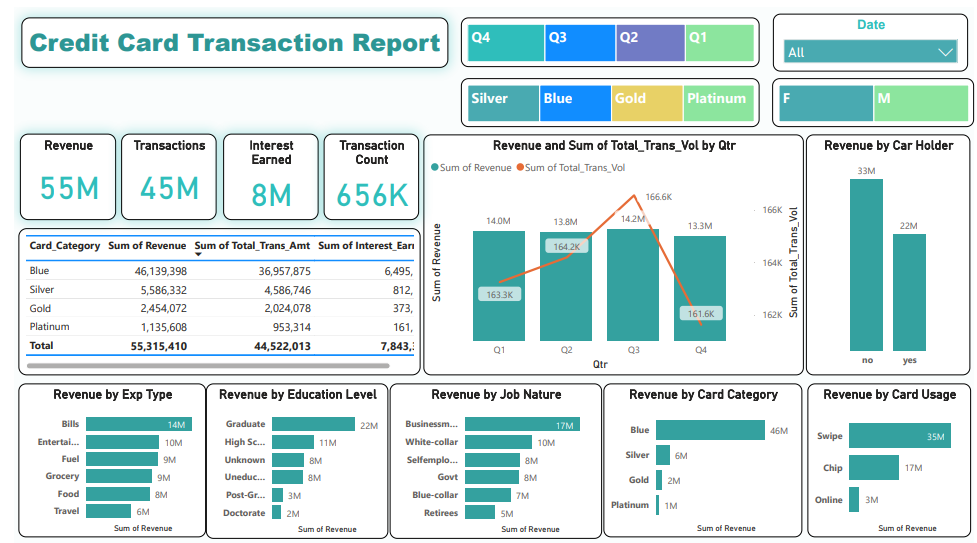 Credit Card Transaction Report
Q4 Q3 Q2 Q1
Date
All
Silver Blue Gold Platinum
F M
Revenue
55M
Transactions
45M
Interest
Earned
8M
Transaction
Count
656K
Card_Category Sum of Revenue Sum of Total_Trans_Amt Sum of Interest_Earn
Blue 46,139,398 36,957,875 6,495,
Silver 5,586,332 4,586,746 812,
Gold 2,454,072 2,024,078 373,
Platinum 1,135,608 953,314 161,
Total 55,315,410 44,522,013 7,843,
Revenue and Sum of Total_Trans_Vol by Qtr
Sum of Revenue Sum of Total_Trans_Vol
Sum of Revenue
14.0M 13.8M 14.2M 13.3M
163.3K 164.2K 166.6K 161.6K
166K
164K
162K
Sum of Total_Trans_Vol
Q1 Q2 Q3 Q4
Qtr
Revenue by Car Holder
33M
22M
no yes
Revenue by Exp Type
Bills 14M
Entertai... 10M
Fuel 9M
Grocery 9M
Food 8M
Travel 6M
Sum of Revenue
Revenue by Education Level
Graduate 22M
High Sc... 11M
Unknown 8M
Uneduc... 8M
Post-Gr... 3M
Doctorate 2M
Sum of Revenue
Revenue by Job Nature
Businessm... 17M
White-collar 10M
Selfemplo... 8M
Govt 8M
Blue-collar 7M
Retirees 5M
Sum of Revenue
Revenue by Card Category
Blue 46M
Silver 6M
Gold 2M
Platinum 1M
Sum of Revenue
Revenue by Card Usage
Swipe 35M
Chip 17M
Online 3M
Sum of Revenue